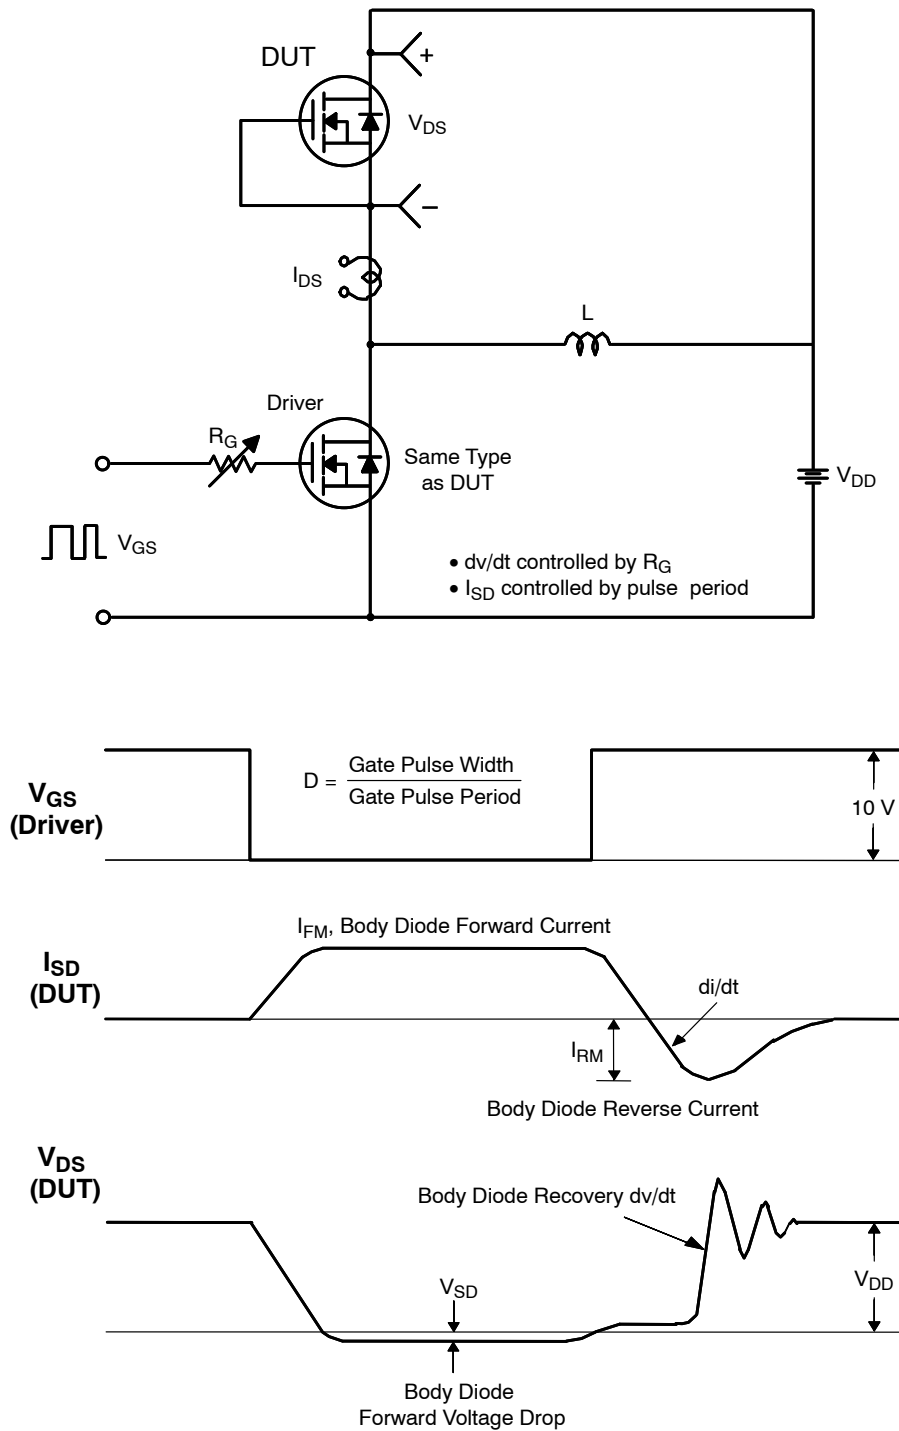 DUT
+
V_DS
−
I_DS
L
Driver
R_G
Same Type
as DUT
V_DD
V_GS
• dv/dt controlled by R_G
• I_SD controlled by pulse period
V_GS
(Driver)
D = Gate Pulse Width
Gate Pulse Period
10 V
I_FM, Body Diode Forward Current
I_SD
(DUT)
di/dt
I_RM
Body Diode Reverse Current
V_DS
(DUT)
Body Diode Recovery dv/dt
V_SD
V_DD
Body Diode
Forward Voltage Drop